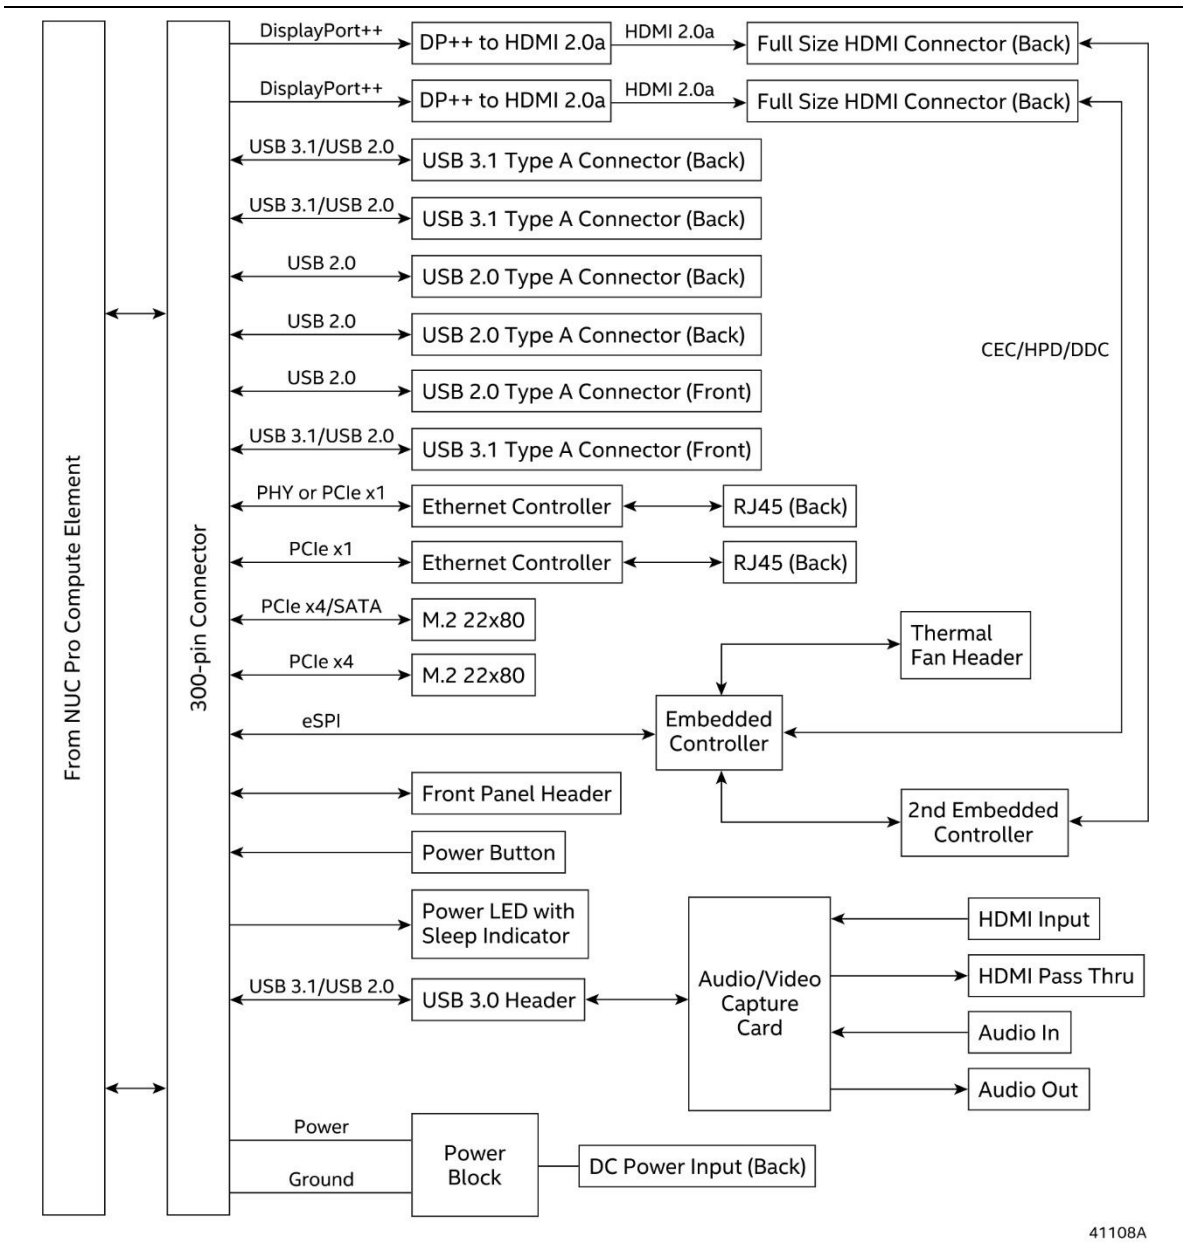 DisplayPort++
DP++ to HDMI 2.0a
HDMI 2.0a
Full Size HDMI Connector (Back)
DisplayPort++
DP++ to HDMI 2.0a
HDMI 2.0a
Full Size HDMI Connector (Back)
USB 3.1/USB 2.0
USB 3.1 Type A Connector (Back)
USB 3.1/USB 2.0
USB 3.1 Type A Connector (Back)
USB 2.0
USB 2.0 Type A Connector (Back)
USB 2.0
USB 2.0 Type A Connector (Back)
CEC/HPD/DDC
USB 2.0
USB 2.0 Type A Connector (Front)
USB 3.1/USB 2.0
USB 3.1 Type A Connector (Front)
From NUC Pro Compute Element
300-pin Connector
PHY or PCIe x1
Ethernet Controller
RJ45 (Back)
PCIe x1
Ethernet Controller
RJ45 (Back)
PCIe x4/SATA
M.2 22x80
Thermal
Fan Header
PCIe x4
M.2 22x80
eSPI
Embedded
Controller
Front Panel Header
2nd Embedded
Controller
Power Button
Power LED with
Sleep Indicator
HDMI Input
USB 3.1/USB 2.0
USB 3.0 Header
Audio/Video
Capture
Card
HDMI Pass Thru
Audio In
Audio Out
Power
Ground
Power
Block
DC Power Input (Back)
41108A